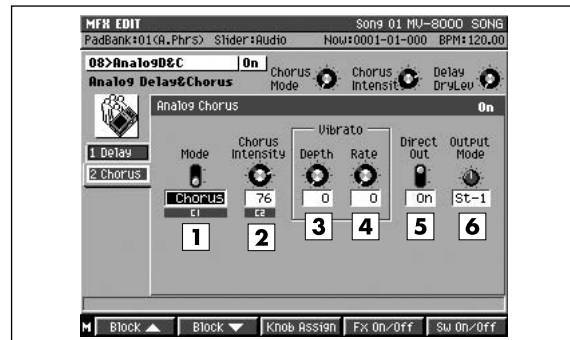 MFX EDIT Song 01 MV-8000 SONG
PadBank:01(A.Phrs) Slider:Audio Now:0001-01-000 BPM:120.00
08>AnalogD&C On
Analog Delay&Chorus
Chorus Mode
Chorus Intensit
Delay DryLev
Analog Chorus On
1 Delay
2 Chorus
Vibrato
Mode
Chorus Intensity
Depth
Rate
Direct Out
Output Mode
Chorus 76 0 0 On St-1
C1 C2
1 2 3 4 5 6
M Block ▲ Block ▼ Knob Assign Fx On/Off Sw On/Off